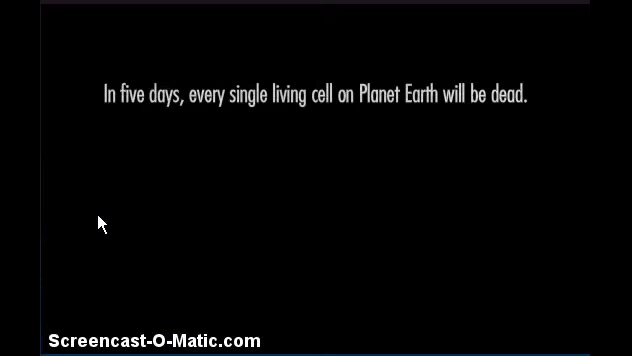 In five days, every single living cell on Planet Earth will be dead.
Screencast-O-Matic.com